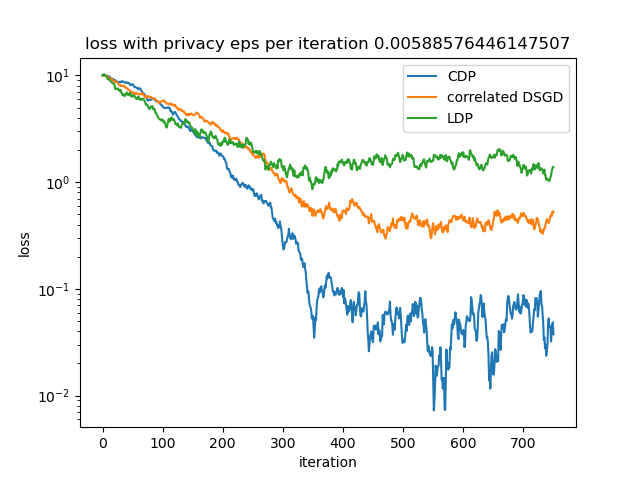 loss with privacy eps per iteration 0.00588576446147507
CDP
correlated DSGD
LDP
10¹
10⁰
10⁻¹
10⁻²
loss
0 100 200 300 400 500 600 700
iteration